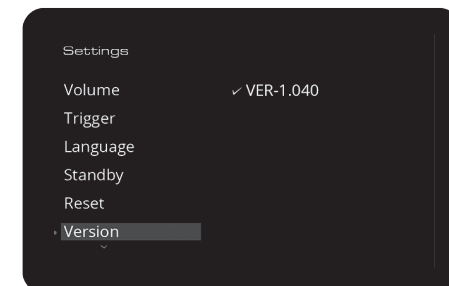 Settings
Volume ✓ VER-1.040
Trigger
Language
Standby
Reset
Version